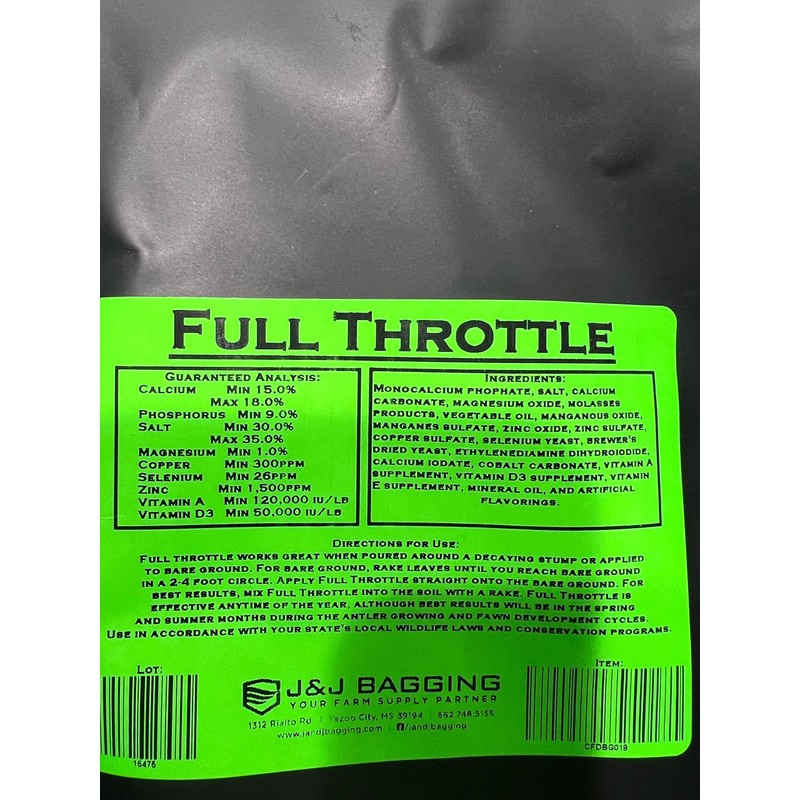 FULL THROTTLE
GUARANTEED ANALYSIS:
CALCIUM MIN 15.0%
MAX 18.0%
PHOSPHORUS MIN 9.0%
SALT MIN 30.0%
MAX 35.0%
MAGNESIUM MIN 1.0%
COPPER MIN 300PPM
SELENIUM MIN 26PPM
ZINC MIN 1,500PPM
VITAMIN A MIN 120,000 IU/LB
VITAMIN D3 MIN 50,000 IU/LB
INGREDIENTS:
MONOCALCIUM PHOPHATE, SALT, CALCIUM
CARBONATE, MAGNESIUM OXIDE, MOLASSES
PRODUCTS, VEGETABLE OIL, MANGANOUS OXIDE,
MANGANES SULFATE, ZINC OXIDE, ZINC SULFATE,
COPPER SULFATE, SELENIUM YEAST, BREWER'S
DRIED YEAST, ETHYLENEDIAMINE DIHYDROIODIDE,
CALCIUM IODATE, COBALT CARBONATE, VITAMIN A
SUPPLEMENT, VITAMIN D3 SUPPLEMENT, VITAMIN
E SUPPLEMENT, MINERAL OIL, AND ARTIFICIAL
FLAVORINGS.
DIRECTIONS FOR USE:
FULL THROTTLE WORKS GREAT WHEN POURED AROUND A DECAYING STUMP OR APPLIED
TO BARE GROUND. FOR BARE GROUND, RAKE LEAVES UNTIL YOU REACH BARE GROUND
IN A 2-4 FOOT CIRCLE. APPLY FULL THROTTLE STRAIGHT ONTO THE BARE GROUND. FOR
BEST RESULTS, MIX FULL THROTTLE INTO THE SOIL WITH A RAKE. FULL THROTTLE IS
EFFECTIVE ANYTIME OF THE YEAR, ALTHOUGH BEST RESULTS WILL BE IN THE SPRING
AND SUMMER MONTHS DURING THE ANTLER GROWING AND FAWN DEVELOPMENT CYCLES.
USE IN ACCORDANCE WITH YOUR STATE'S LOCAL WILDLIFE LAWS AND CONSERVATION PROGRAMS.
LOT:
16475
J&J BAGGING
YOUR FARM SUPPLY PARTNER
1312 Rialto Rd | Yazoo City, MS 39194 | 662.746.5155
www.jandjbagging.com | f/jandjbagging
ITEM:
CFDBG019